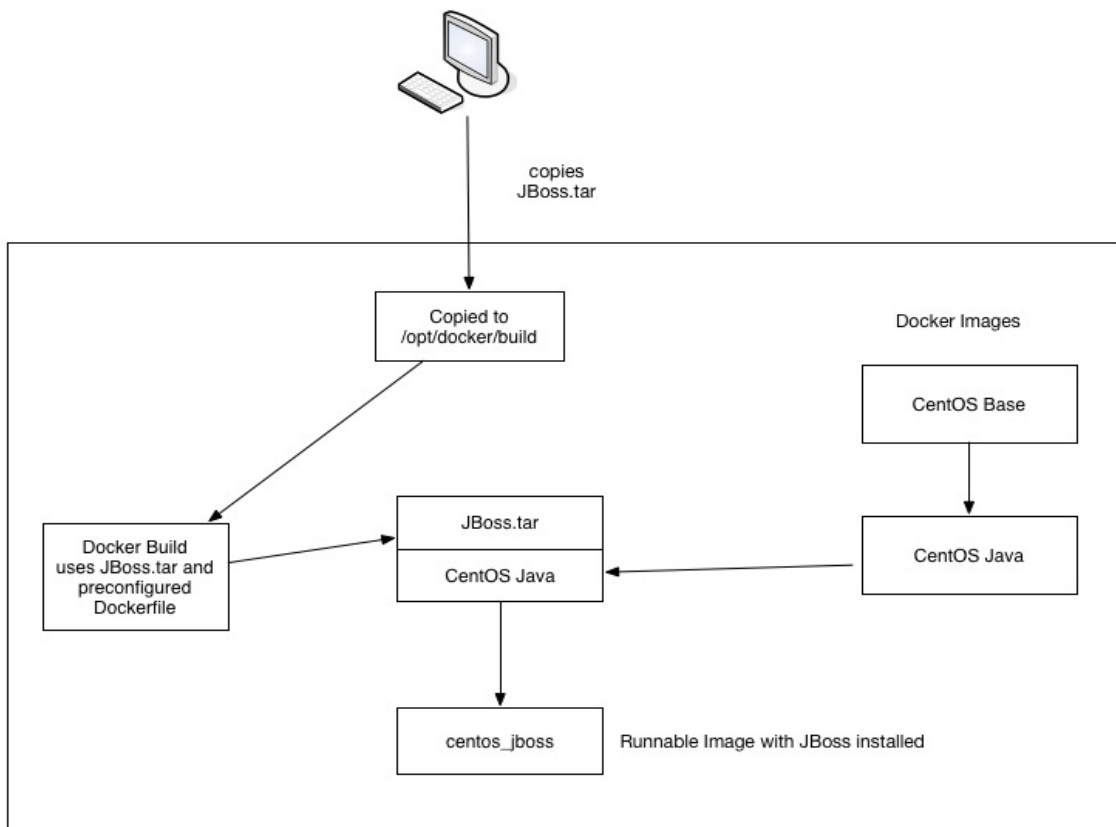 copies
JBoss.tar
Copied to
/opt/docker/build
Docker Images
CentOS Base
JBoss.tar
CentOS Java
Docker Build
uses JBoss.tar and
preconfigured
Dockerfile
CentOS Java
centos_jboss
Runnable Image with JBoss installed